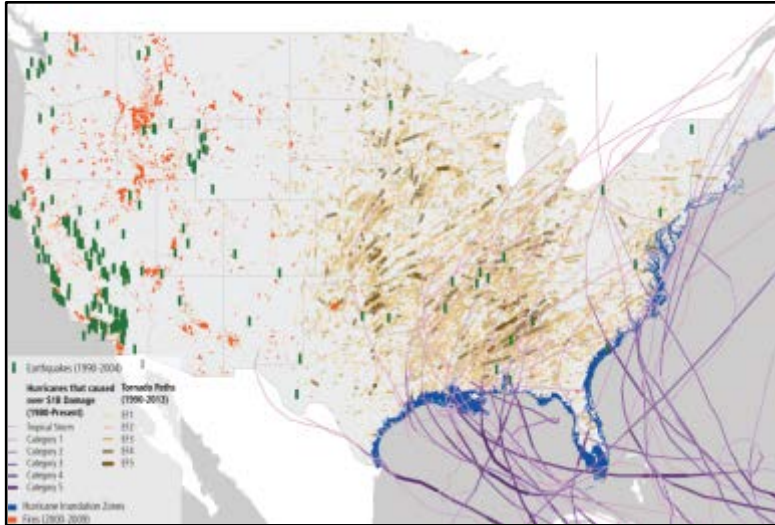 Earthquakes (1990-2004)
Hurricanes that caused
over $1B Damage
(1980-Present)
Tropical Storm
Category 1
Category 2
Category 3
Category 4
Category 5
Tornado Paths
(1990-2013)
EF1
EF2
EF3
EF4
EF5
Hurricane Inundation Zones
Fires (2000-2009)